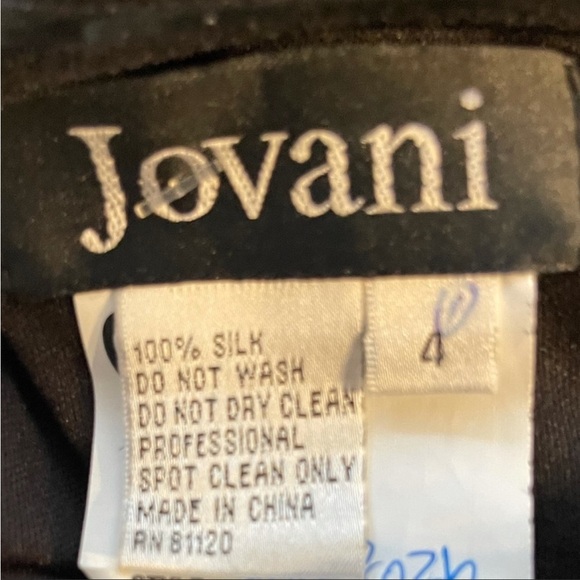 Jovani
100% SILK
DO NOT WASH
DO NOT DRY CLEAN
PROFESSIONAL
SPOT CLEAN ONLY
MADE IN CHINA
RN 81120
4